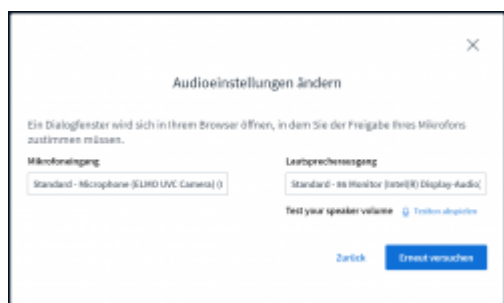 Audioeinstellungen ändern
Ein Dialogfenster wird sich in Ihrem Browser öffnen, in dem Sie der Freigabe Ihres Mikrofons
zustimmen müssen.
Mikrofoneingang
Lautsprecherausgang
Standard - Microphone (ELMO UVC Camera) (
Standard - Monitor (Intel(R) Display-Audio)
Test your speaker volume
Testton abspielen
Zurück
Erneut versuchen